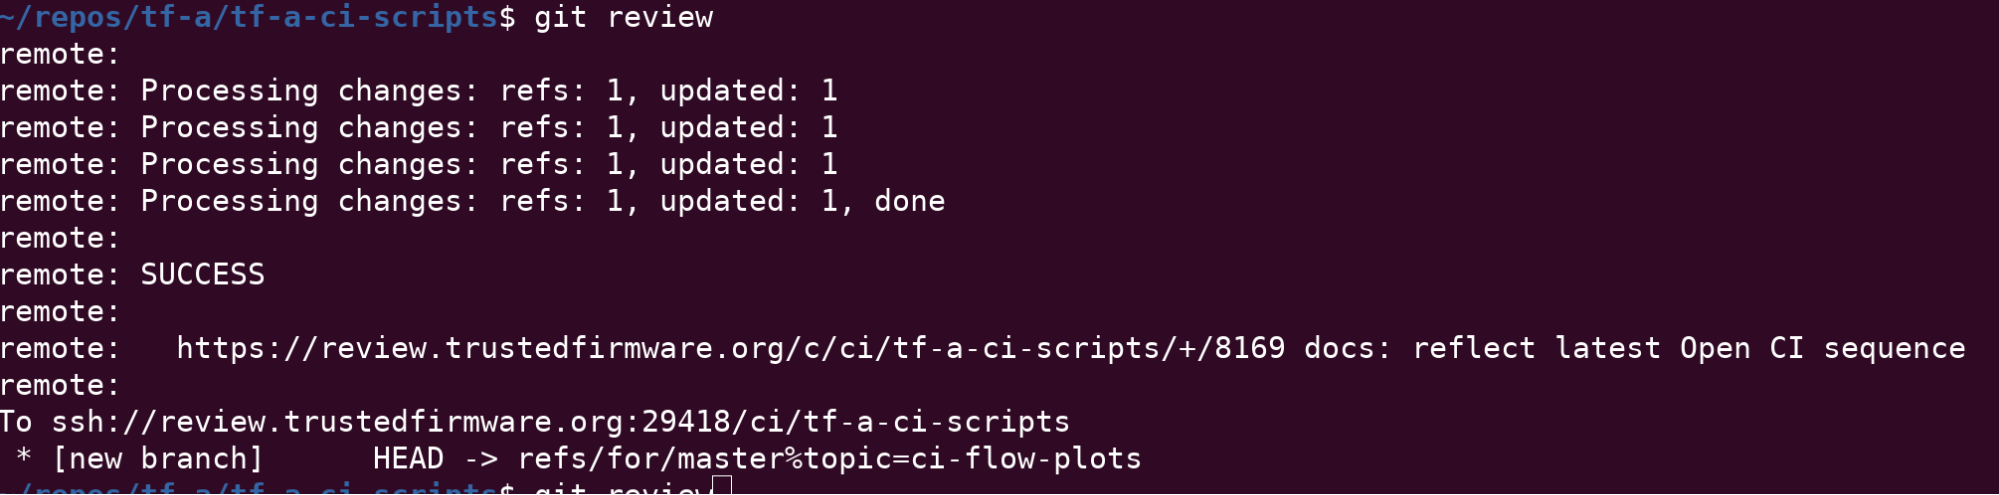 ~/repos/tf-a/tf-a-ci-scripts$ git review
remote:
remote: Processing changes: refs: 1, updated: 1
remote: Processing changes: refs: 1, updated: 1
remote: Processing changes: refs: 1, updated: 1
remote: Processing changes: refs: 1, updated: 1, done
remote:
remote: SUCCESS
remote:
remote:   https://review.trustedfirmware.org/c/ci/tf-a-ci-scripts/+/8169 docs: reflect latest Open CI sequence
remote:
To ssh://review.trustedfirmware.org:29418/ci/tf-a-ci-scripts
 * [new branch]      HEAD -> refs/for/master%topic=ci-flow-plots
~/repos/tf-a/tf-a-ci-scripts$ git review